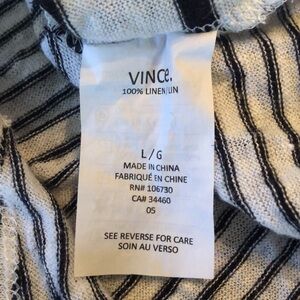 VINCE.
100% LINEN/LIN
L / G
MADE IN CHINA
FABRIQUÉ EN CHINE
RN# 106730
CA# 34460
05
SEE REVERSE FOR CARE
SOIN AU VERSO